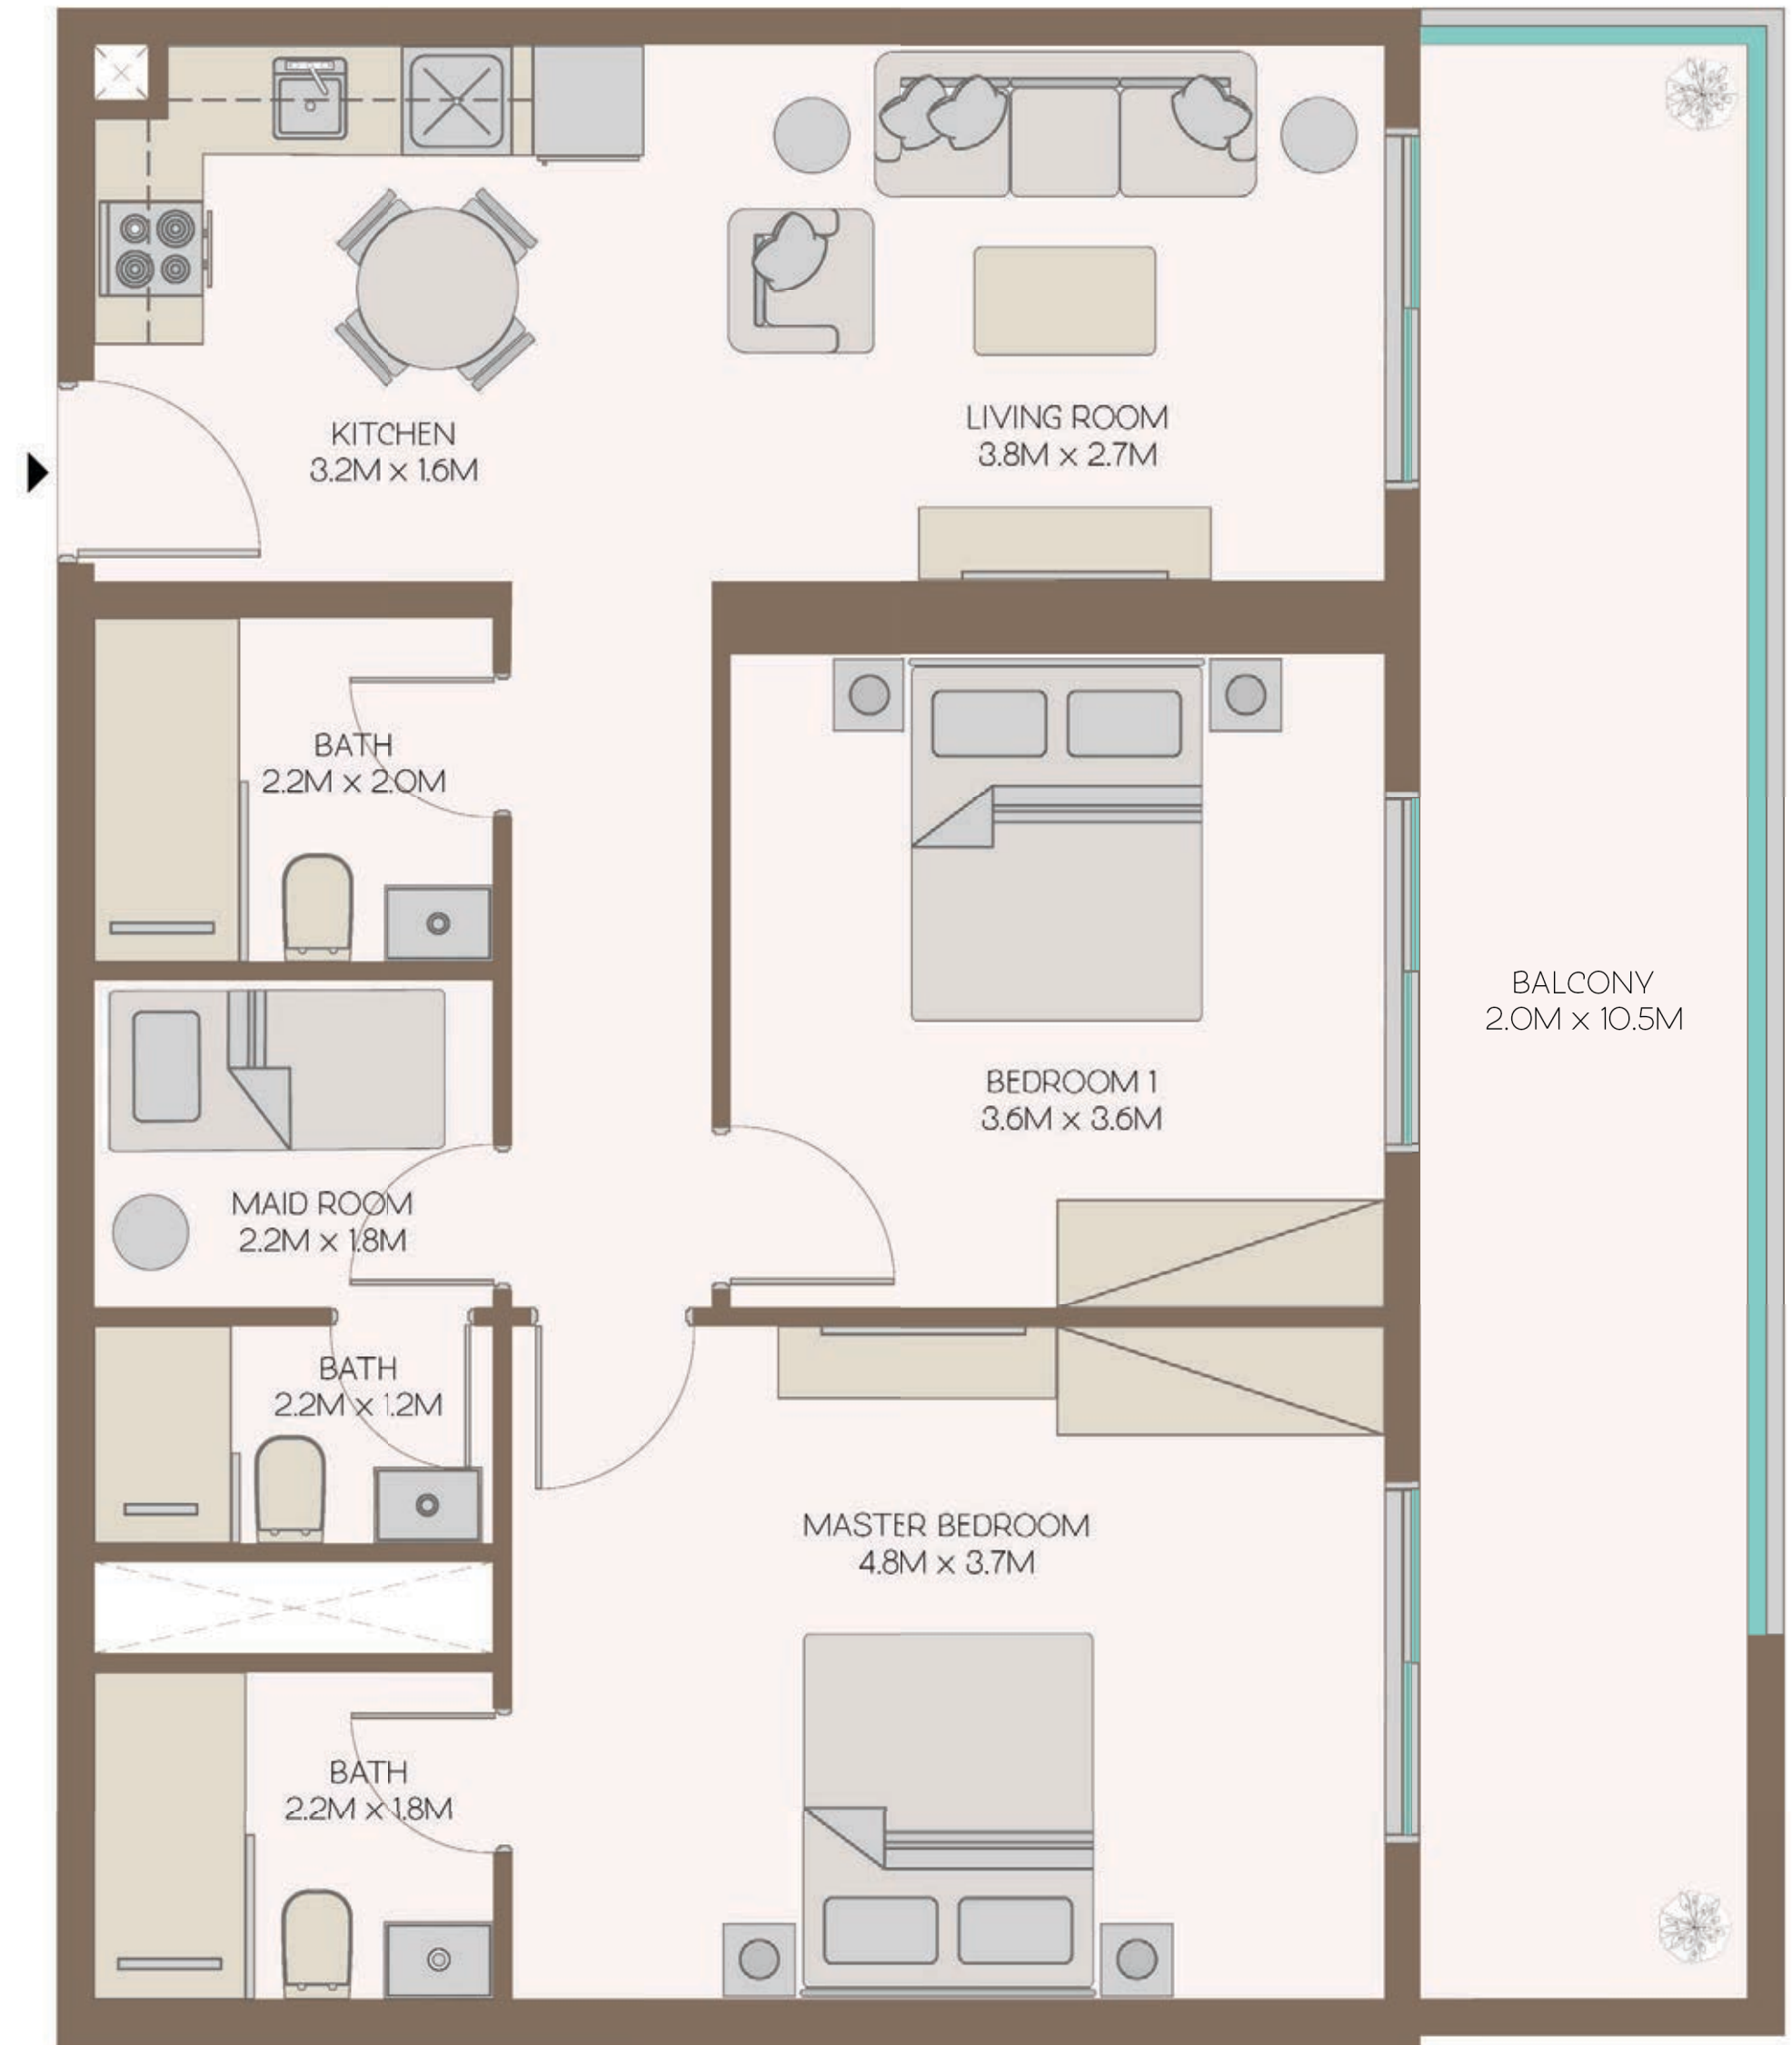 KITCHEN
3.2M x 1.6M
LIVING ROOM
3.8M x 2.7M
BATH
2.2M x 2.0M
BALCONY
2.0M x 10.5M
BEDROOM 1
3.6M x 3.6M
MAID ROOM
2.2M x 1.8M
BATH
2.2M x 1.2M
MASTER BEDROOM
4.8M x 3.7M
BATH
2.2M x 1.8M